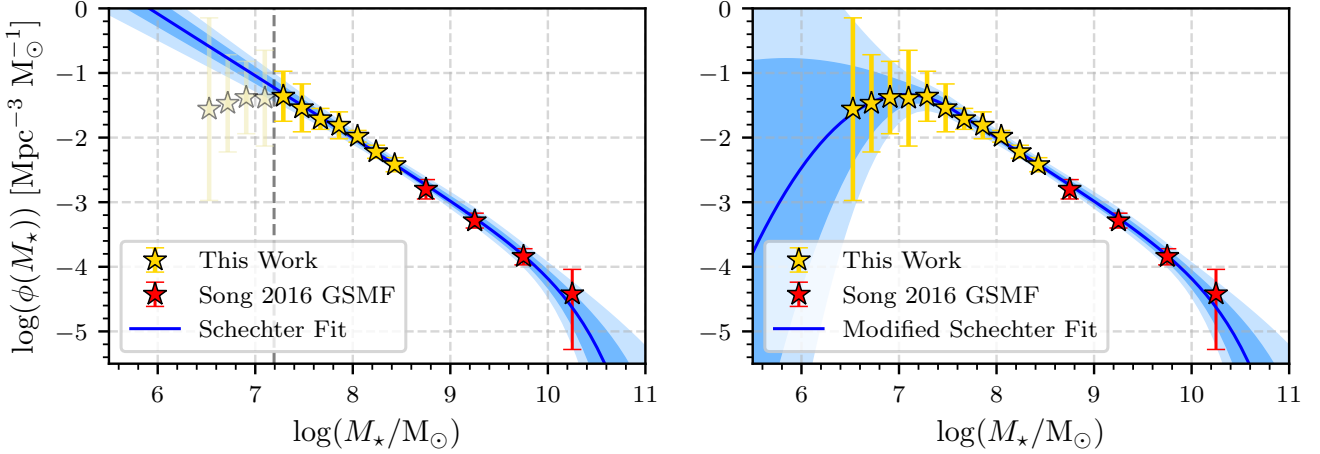 0
−1
−2
−3
−4
−5
log(ϕ(M⋆)) [Mpc⁻³ M⊙⁻¹]
This Work
Song 2016 GSMF
Schechter Fit
6 7 8 9 10 11
log(M⋆/M⊙)
0
−1
−2
−3
−4
−5
This Work
Song 2016 GSMF
Modified Schechter Fit
6 7 8 9 10 11
log(M⋆/M⊙)